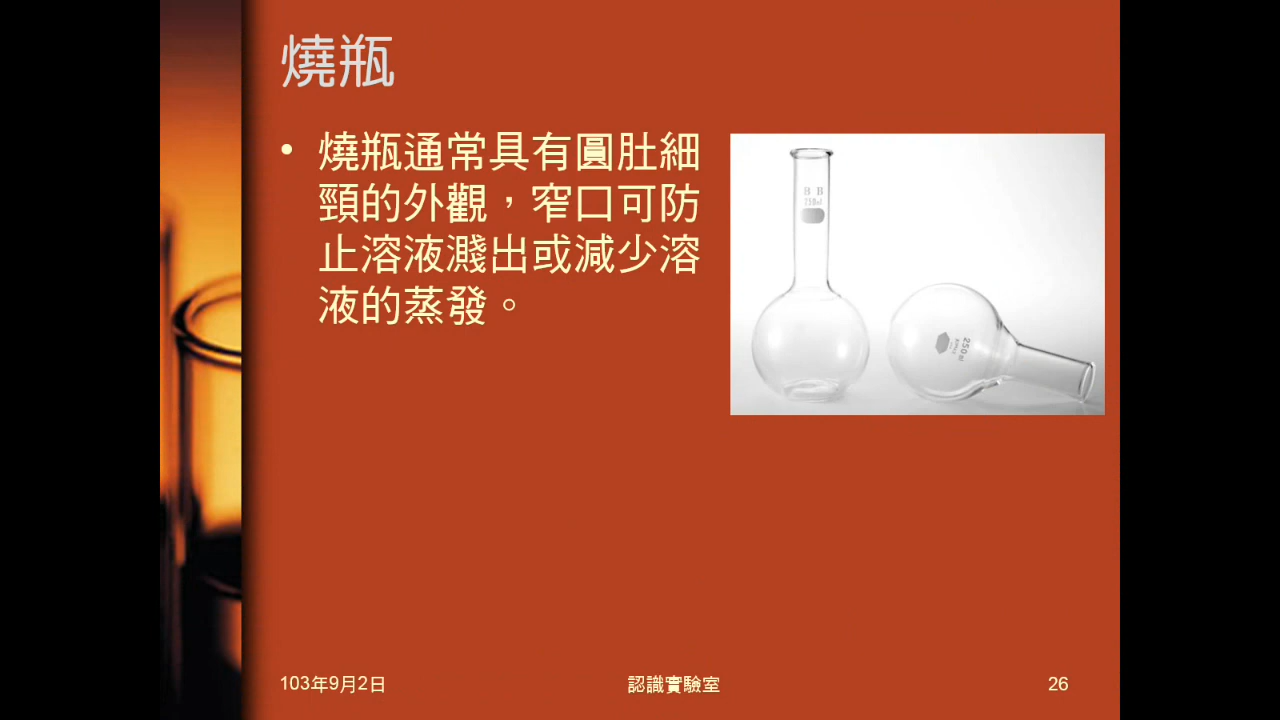 燒瓶
• 燒瓶通常具有圓肚細
頸的外觀，窄口可防
止溶液濺出或減少溶
液的蒸發。
B B
250ml
250
103年9月2日
認識實驗室
26